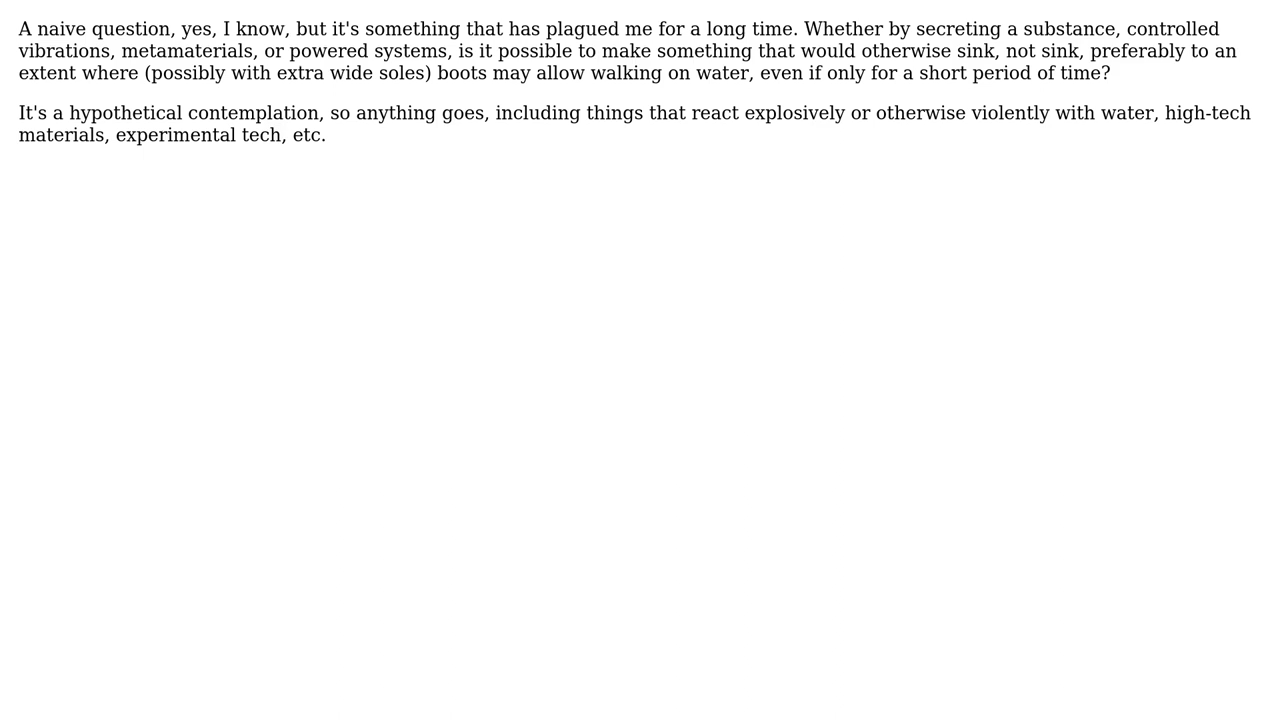 A naive question, yes, I know, but it's something that has plagued me for a long time. Whether by secreting a substance, controlled
vibrations, metamaterials, or powered systems, is it possible to make something that would otherwise sink, not sink, preferably to an
extent where (possibly with extra wide soles) boots may allow walking on water, even if only for a short period of time?
It's a hypothetical contemplation, so anything goes, including things that react explosively or otherwise violently with water, high-tech
materials, experimental tech, etc.